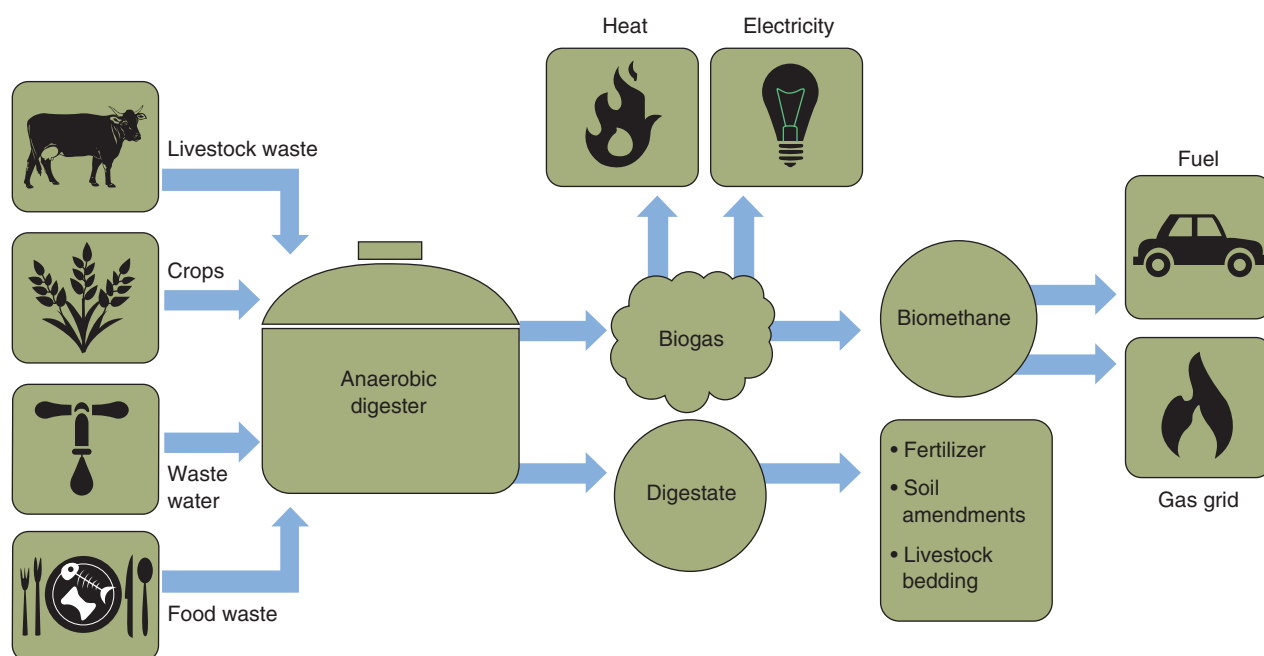 Heat
Electricity
Livestock waste
Crops
Waste
water
Food waste
Anaerobic
digester
Biogas
Digestate
Biomethane
• Fertilizer
• Soil
amendments
• Livestock
bedding
Fuel
Gas grid